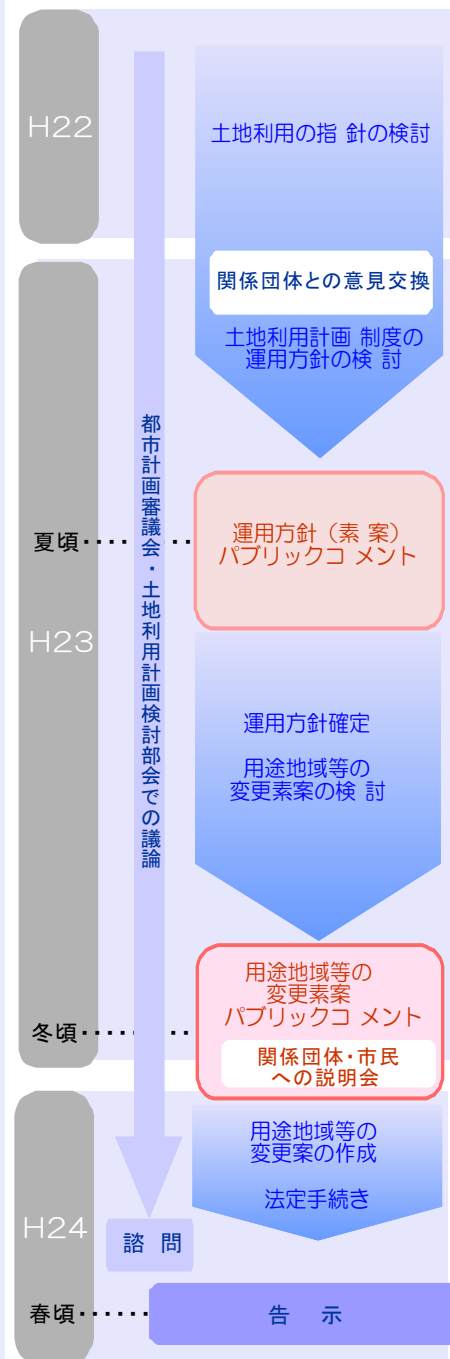 H22
土地利用の指 針の検討
関係団体との意見交換
土地利用計画 制度の
運用方針の検 討
都市計画審議会・土地利用計画検討部会での議論
夏頃‥‥ ‥
運用方針（素 案）
パブリックコ メント
H23
運用方針確定
用途地域等の
変更素案の検 討
用途地域等の
変更素案
パブリックコ メント
冬頃‥‥‥‥
関係団体・市民
への説明会
用途地域等の
変更案の作成
法定手続き
H24
諮 問
春頃‥‥‥
告 示